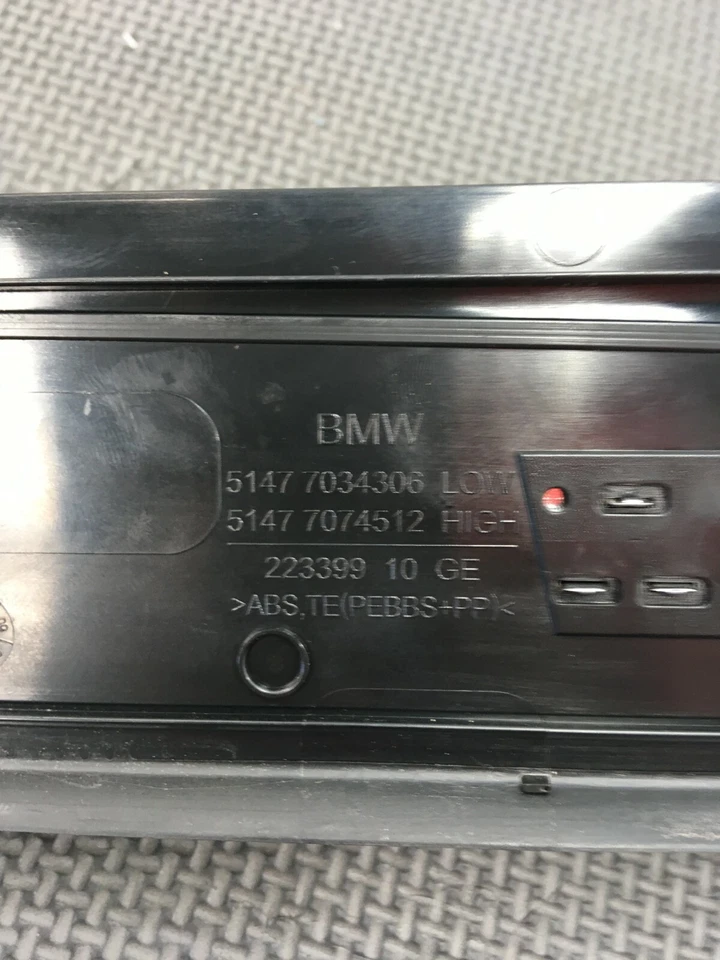 BMW
5147 7034306 LOW
5147 7074512 HIGH
223399 10 GE
>ABS,TE(PEBBS+PP)<